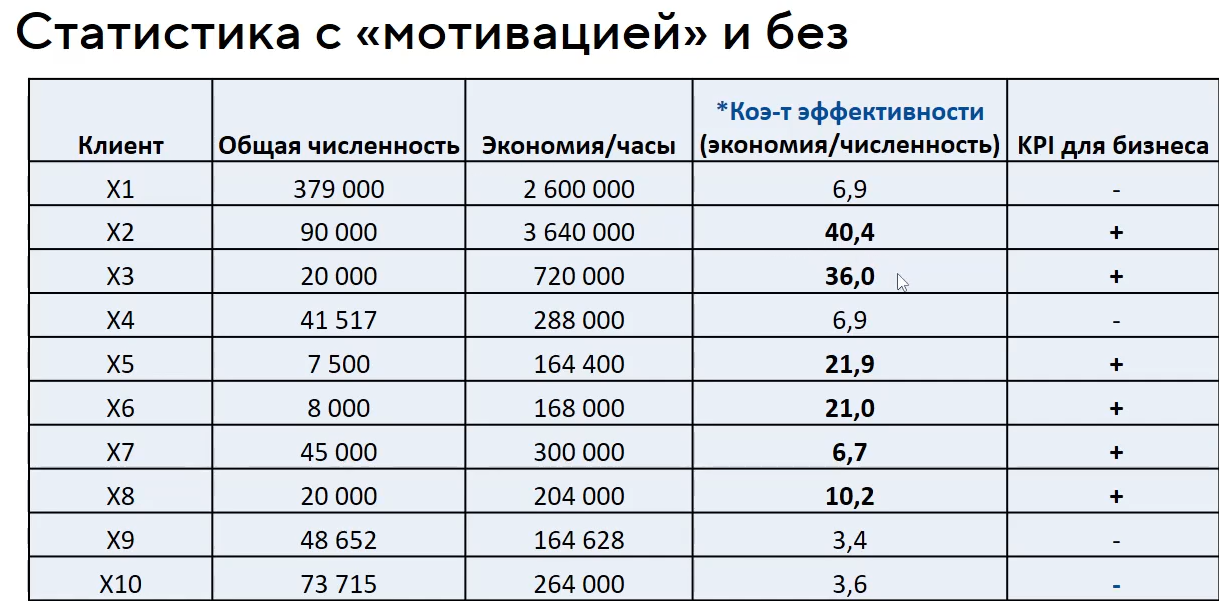 Статистика с «мотивацией» и без
Клиент Общая численность Экономия/часы *Коэ-т эффективности (экономия/численность) KPI для бизнеса
X1 379 000 2 600 000 6,9 -
X2 90 000 3 640 000 40,4 +
X3 20 000 720 000 36,0 +
X4 41 517 288 000 6,9 -
X5 7 500 164 400 21,9 +
X6 8 000 168 000 21,0 +
X7 45 000 300 000 6,7 +
X8 20 000 204 000 10,2 +
X9 48 652 164 628 3,4 -
X10 73 715 264 000 3,6 -